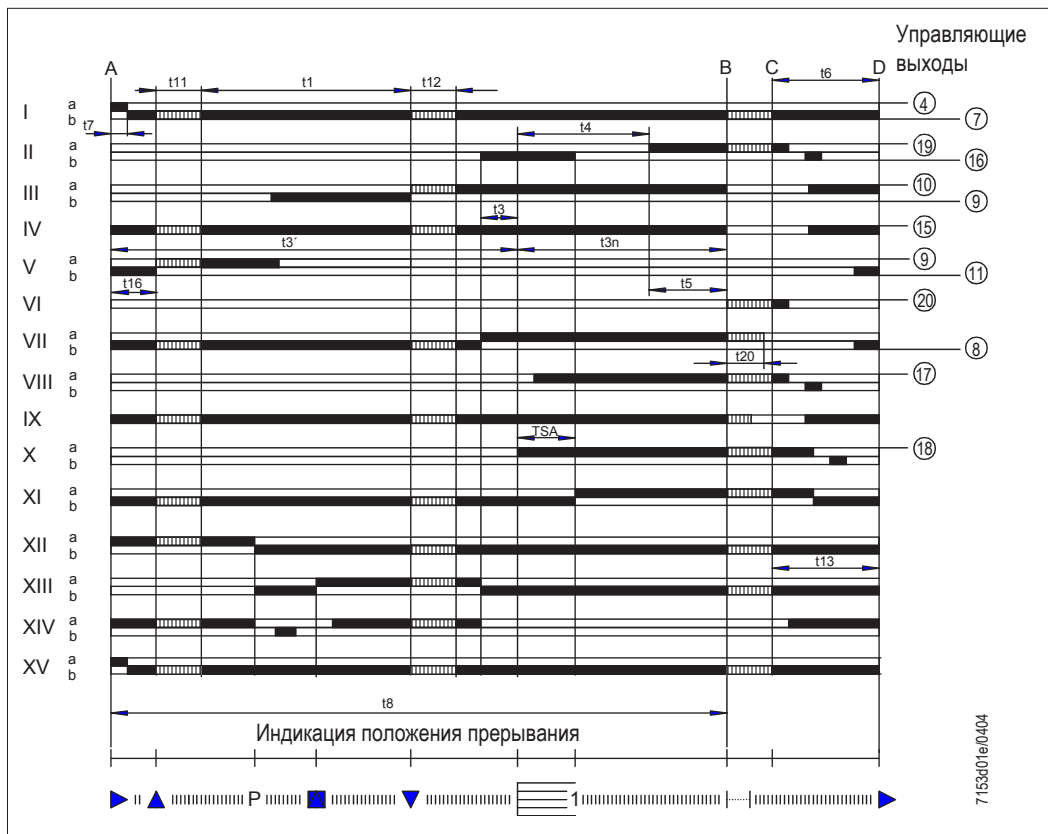 Управляющие
выходы
A t11 t1 t12 B C t6 D
I a b t7 4 7
II a b t4 19 16
III a b 10 9
IV t3 15
t3´ t3n
V a b 9 11
t16 t5
VI 20
VII a b 8
t20
VIII a b 17
IX
TSA
X a b 18
XI a b
XII a b
t13
XIII a b
XIV a b
XV a b
t8
Индикация положения прерывания
P A 1
7153d01e/0404